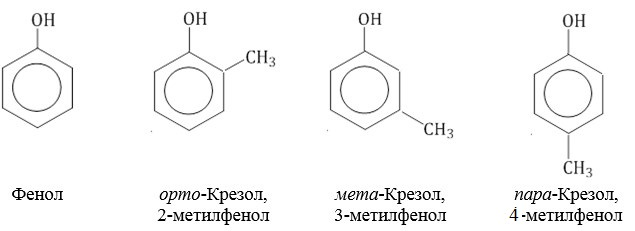 OH
OH
OH
OH
CH₃
CH₃
CH₃
Фенол
орто-Крезол,
2-метилфенол
мета-Крезол,
3-метилфенол
пара-Крезол,
4-метилфенол